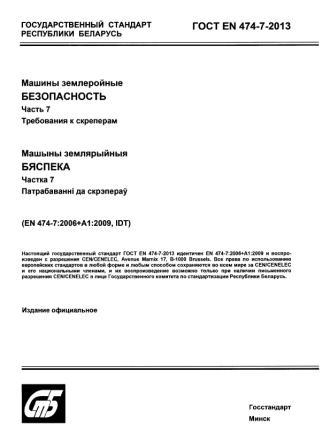 ГОСУДАРСТВЕННЫЙ СТАНДАРТ
РЕСПУБЛИКИ БЕЛАРУСЬ
ГОСТ EN 474-7-2013
Машины землеройные
БЕЗОПАСНОСТЬ
Часть 7
Требования к скреперам
Машыны землярыйныя
БЯСПЕКА
Частка 7
Патрабаванні да скрэпераў
(EN 474-7:2006+A1:2009, IDT)
Настоящий государственный стандарт ГОСТ EN 474-7-2013 идентичен EN 474-7:2006+A1:2009 и воспро-
изведен с разрешения CEN/CENELEC, Avenue Marnix 17, B-1000 Brussels. Все права по использованию
европейских стандартов в любой форме и любым способом сохраняются во всем мире за CEN/CENELEC
и его национальными членами, и их воспроизведение возможно только при наличии письменного
разрешения CEN/CENELEC в лице Государственного комитета по стандартизации Республики Беларусь.
Издание официальное
СТБ
Госстандарт
Минск